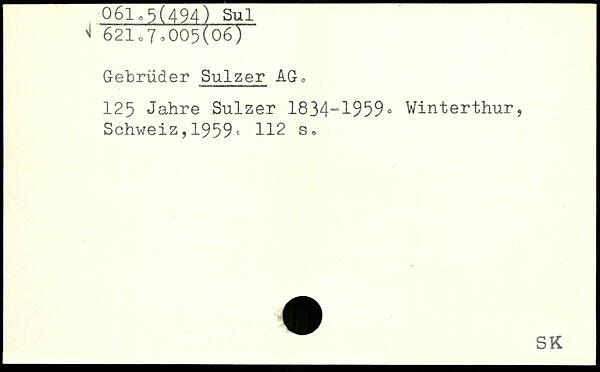 061.5(494) Sul
√ 621.7.005(06)
Gebrüder Sulzer AG.
125 Jahre Sulzer 1834-1959. Winterthur,
Schweiz,1959. 112 s.
SK